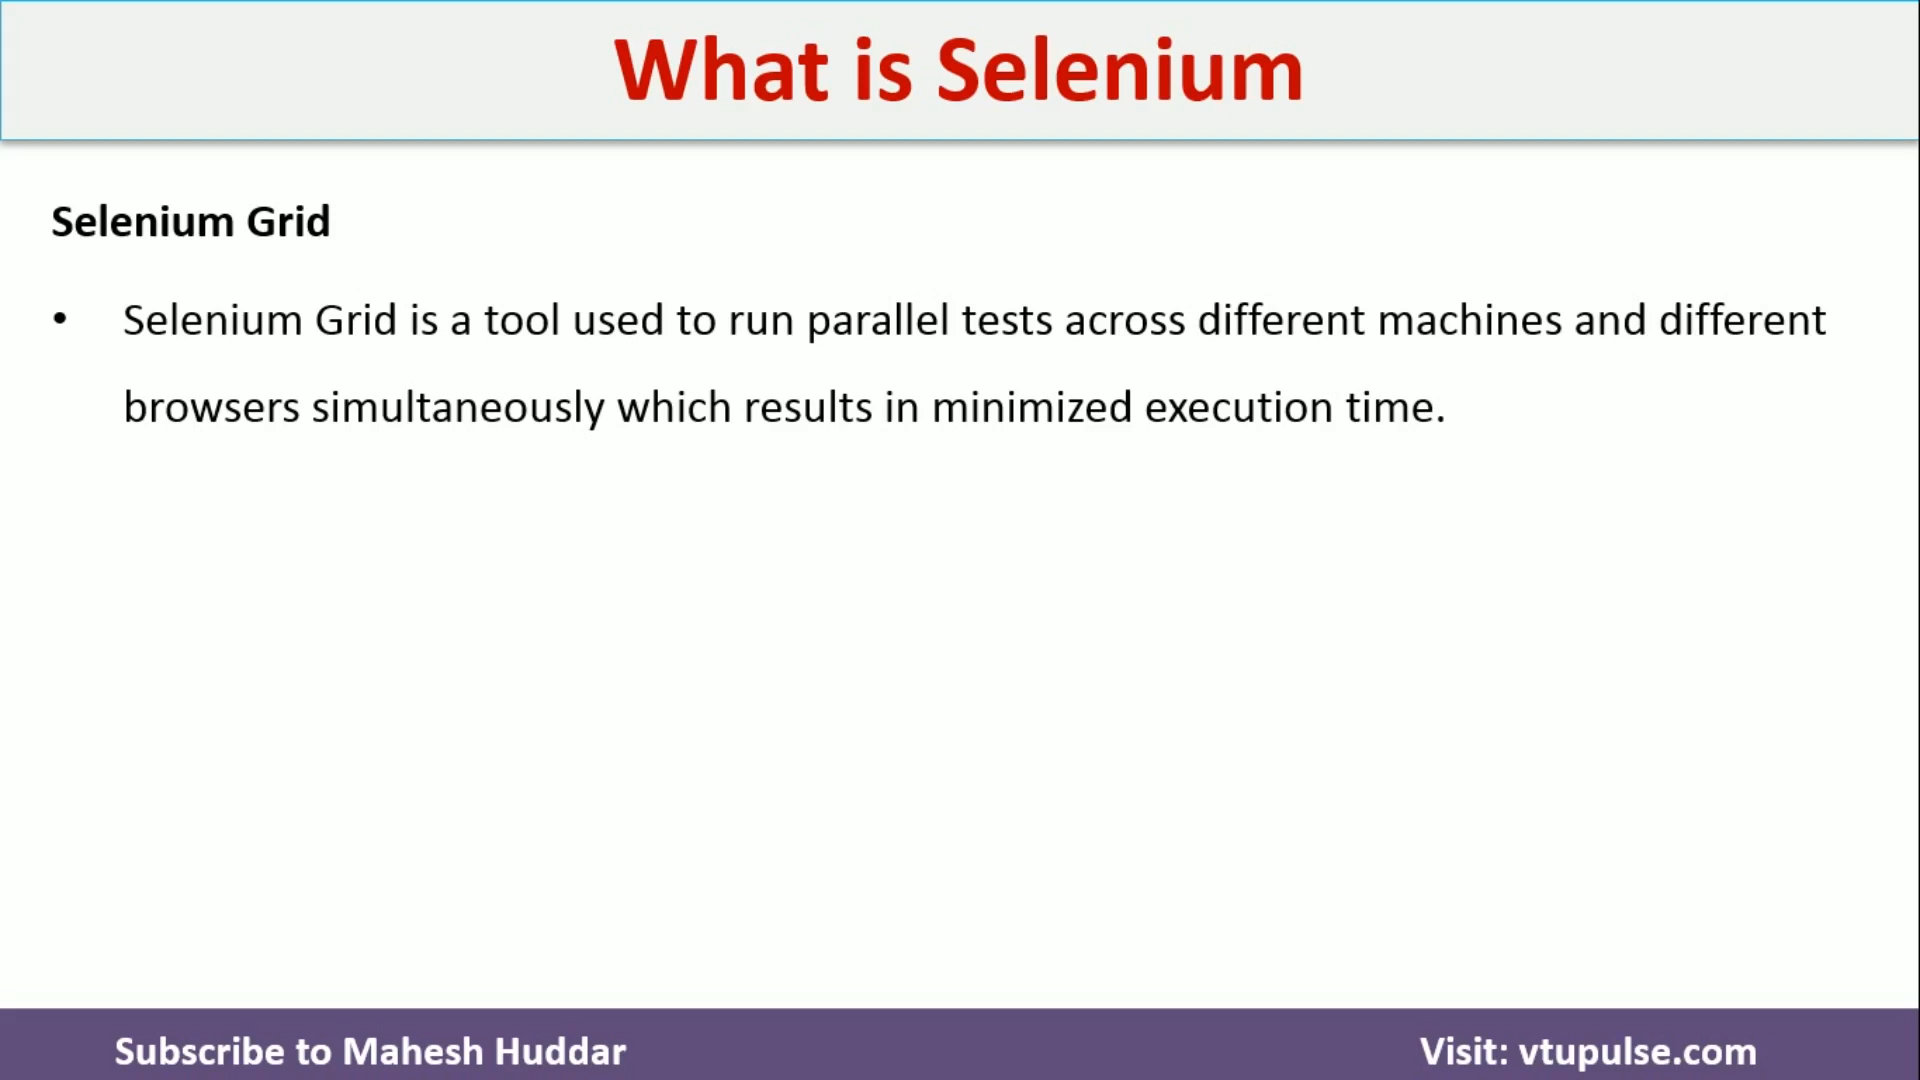 What is Selenium
Selenium Grid
• Selenium Grid is a tool used to run parallel tests across different machines and different
browsers simultaneously which results in minimized execution time.
Subscribe to Mahesh Huddar
Visit: vtupulse.com